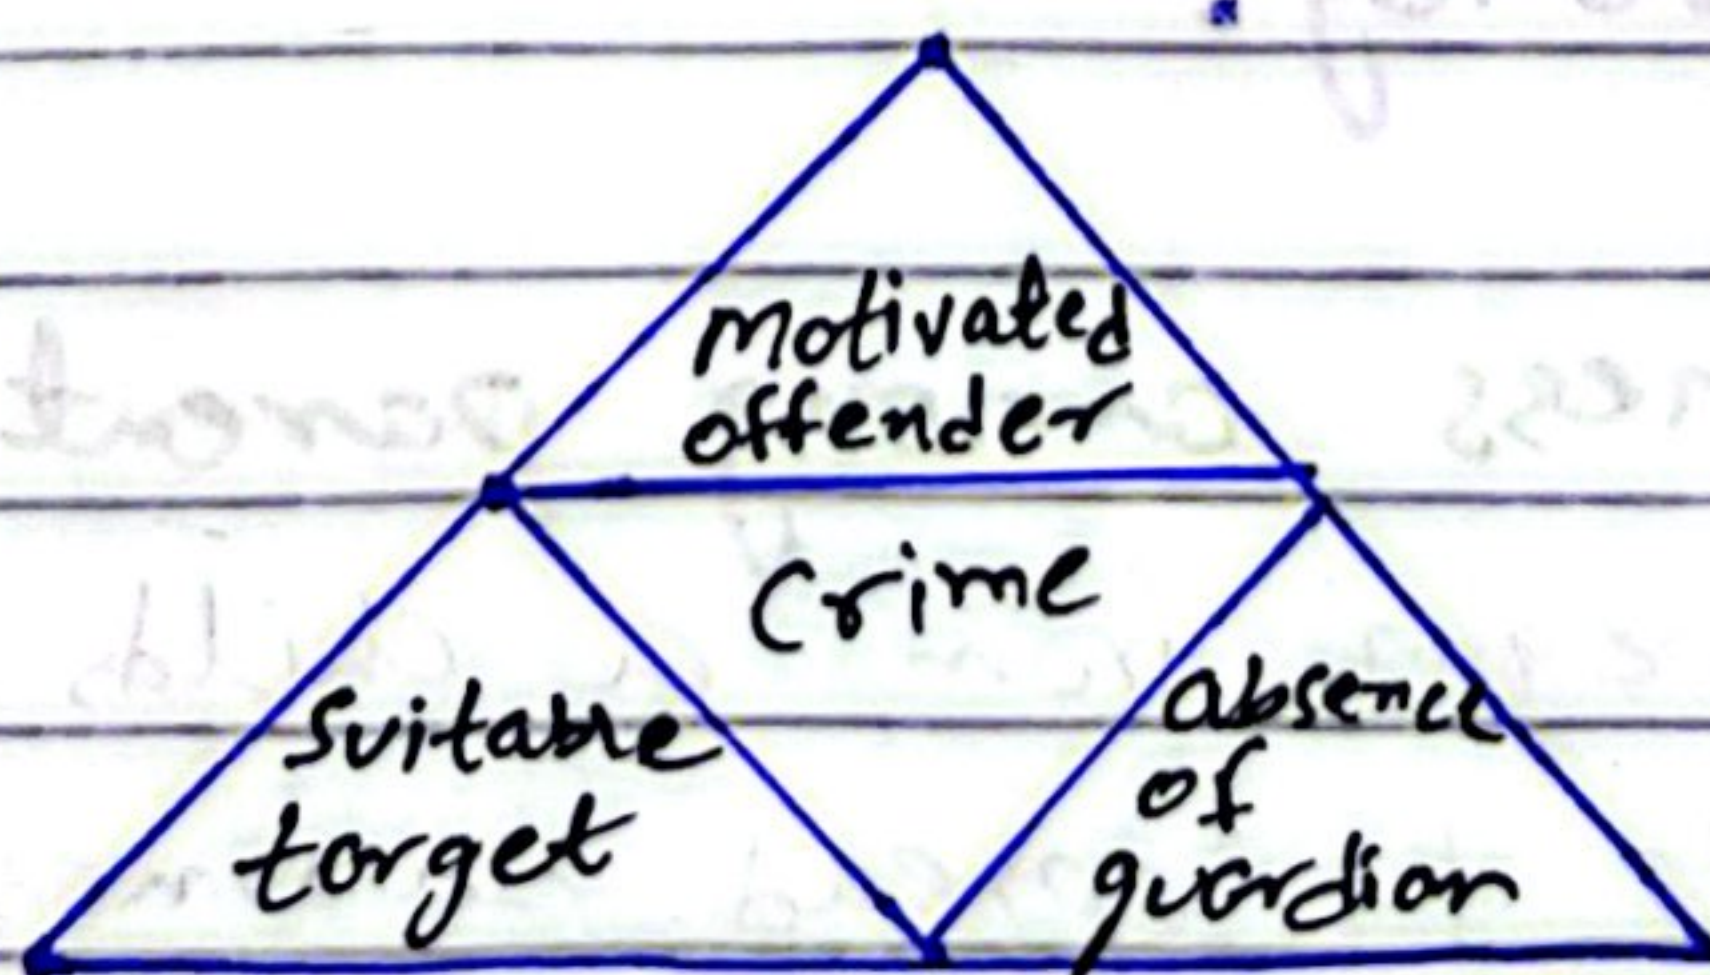 Motivated
offender
Crime
Suitable
target
absence
of
guardian